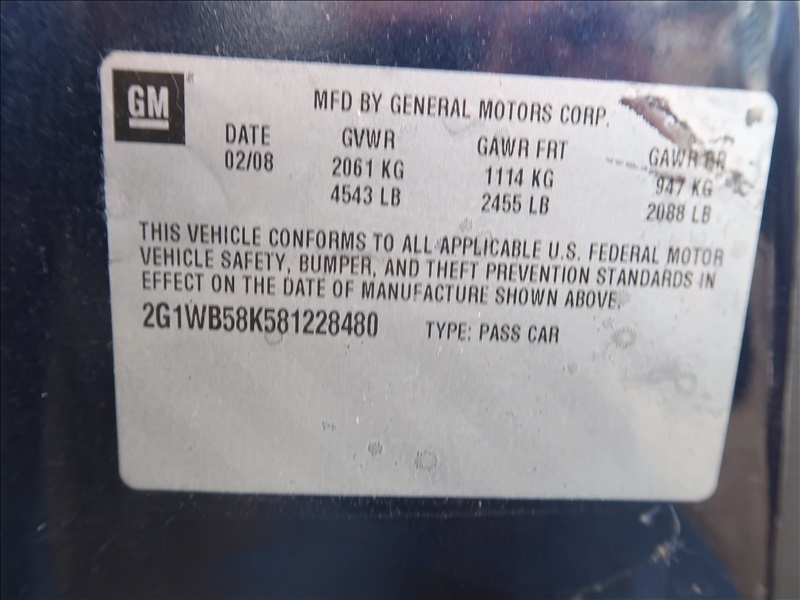 GM
MFD BY GENERAL MOTORS CORP.
DATE GVWR GAWR FRT GAWR RR
02/08 2061 KG 1114 KG 947 KG
4543 LB 2455 LB 2088 LB
THIS VEHICLE CONFORMS TO ALL APPLICABLE U.S. FEDERAL MOTOR
VEHICLE SAFETY, BUMPER, AND THEFT PREVENTION STANDARDS IN
EFFECT ON THE DATE OF MANUFACTURE SHOWN ABOVE.
2G1WB58K581228480 TYPE: PASS CAR